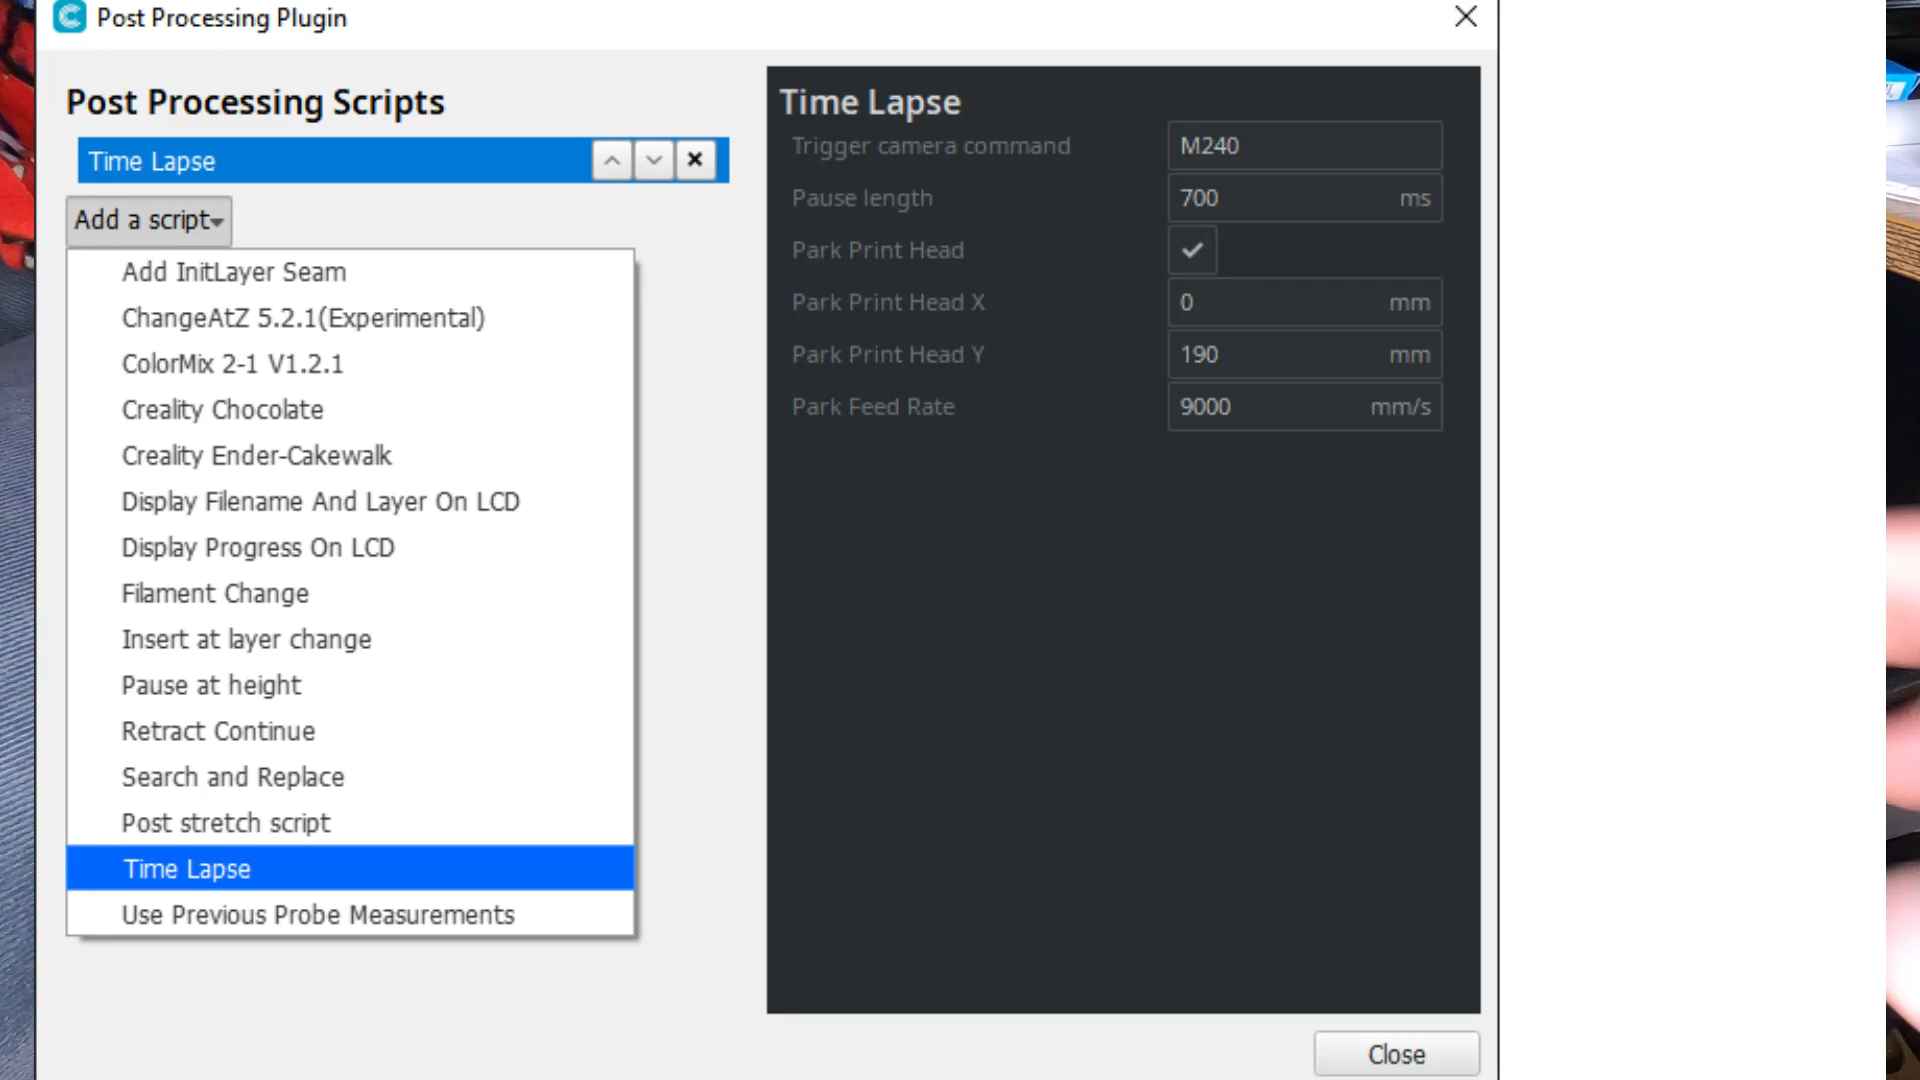 Post Processing Plugin
Post Processing Scripts
Time Lapse
Add a script
Add InitLayer Seam
ChangeAtZ 5.2.1(Experimental)
ColorMix 2-1 V1.2.1
Creality Chocolate
Creality Ender-Cakewalk
Display Filename And Layer On LCD
Display Progress On LCD
Filament Change
Insert at layer change
Pause at height
Retract Continue
Search and Replace
Post stretch script
Time Lapse
Use Previous Probe Measurements
Time Lapse
Trigger camera command M240
Pause length 700 ms
Park Print Head
Park Print Head X 0 mm
Park Print Head Y 190 mm
Park Feed Rate 9000 mm/s
Close